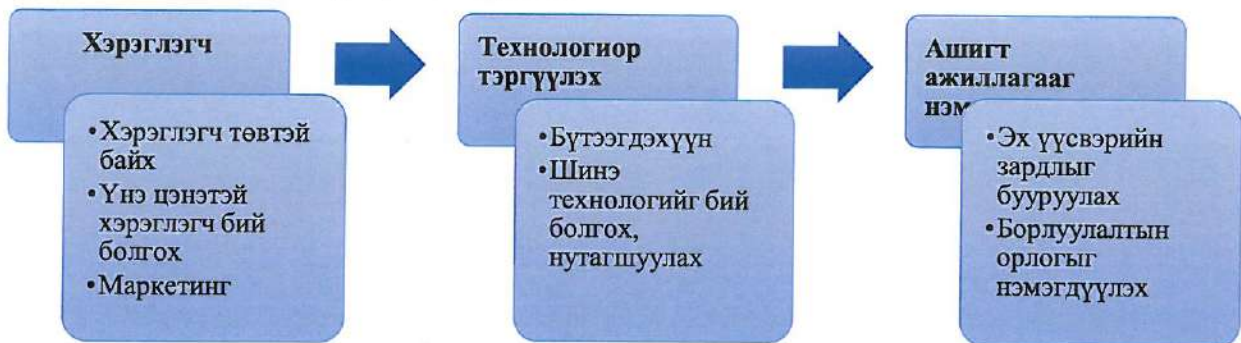 Хэрэглэгч
•Хэрэглэгч төвтэй
байх
•Үнэ цэнэтэй
хэрэглэгч бий
болгох
•Маркетинг
Технологиор
тэргүүлэх
•Бүтээгдэхүүн
•Шинэ
технологийг бий
болгох,
нутагшуулах
Ашигт
ажиллагааг
•Эх үүсвэрийн
зардлыг
бууруулах
•Борлуулалтын
орлогыг
нэмэгдүүлэх